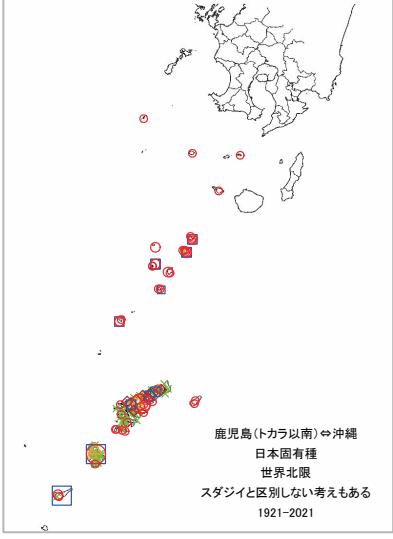 鹿児島（トカラ以南）⇔沖縄
日本固有種
世界北限
スダジイと区別しない考えもある
1921-2021